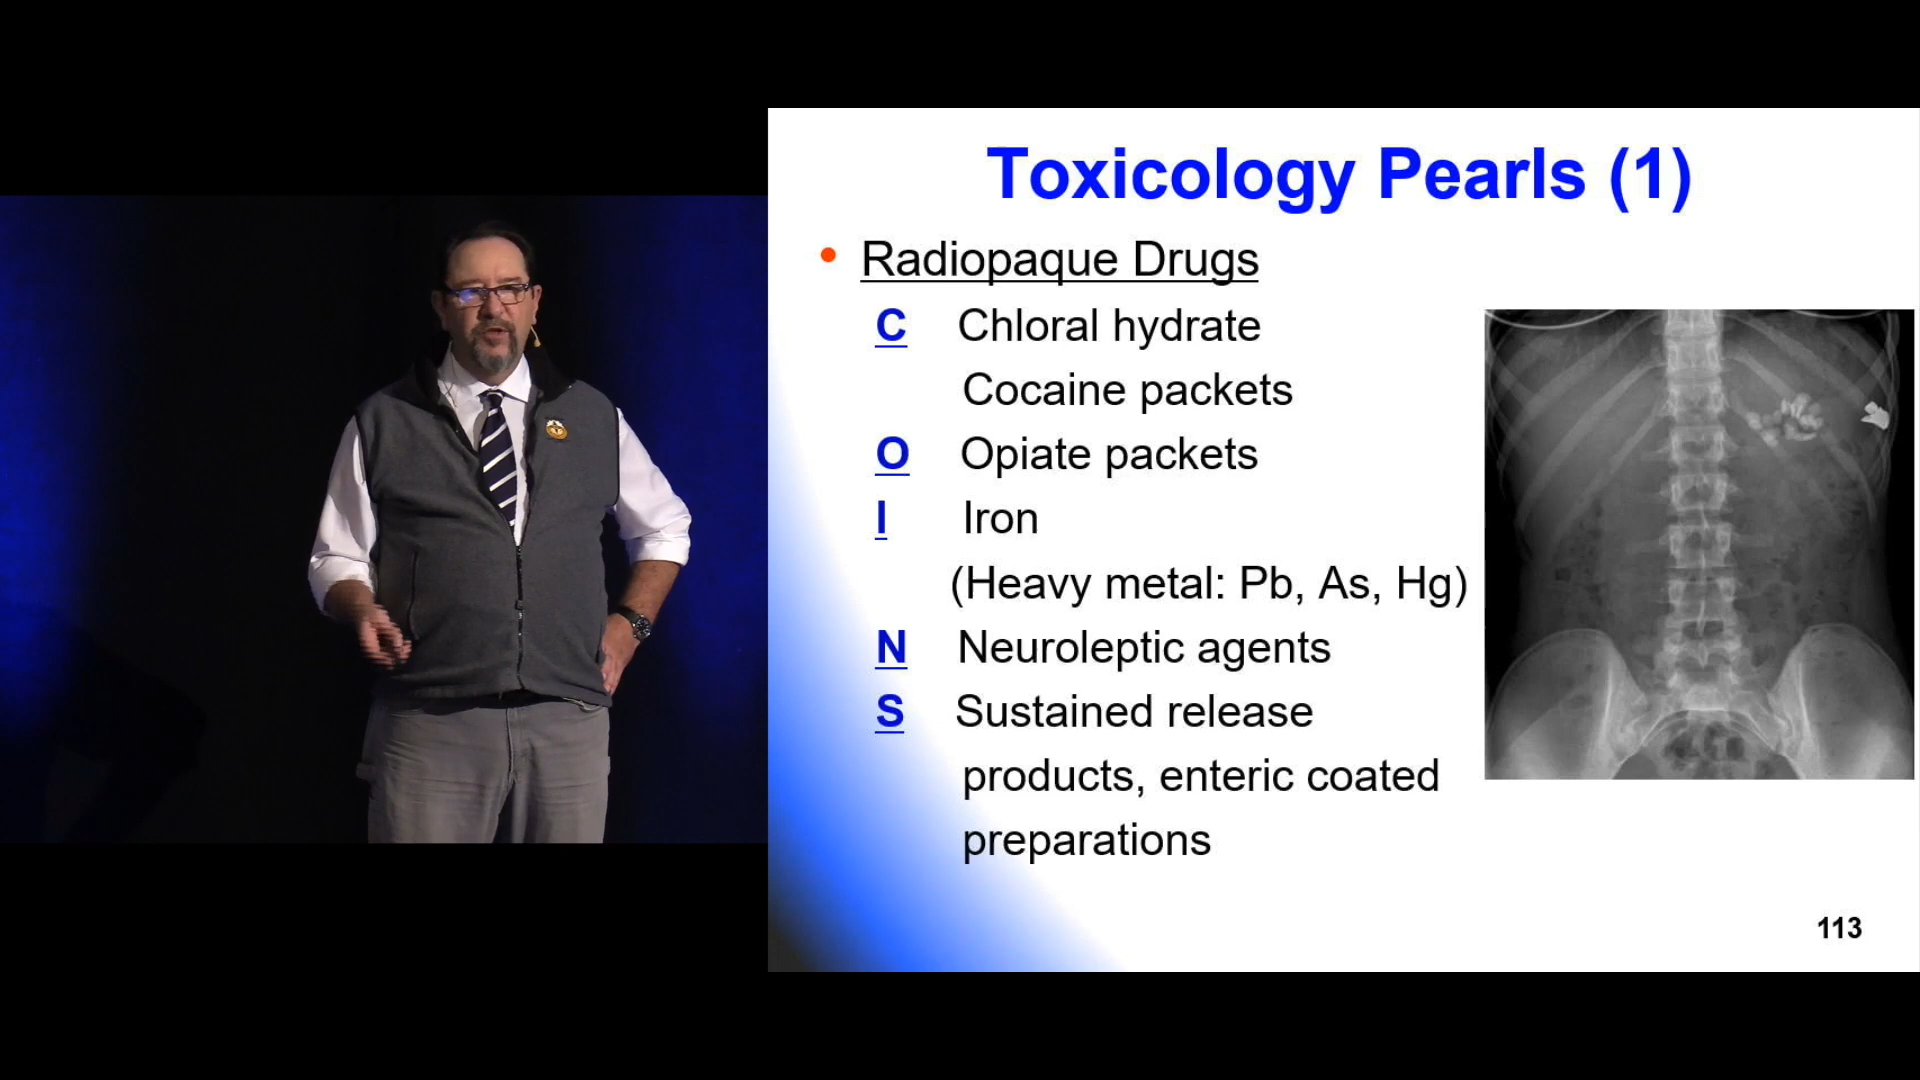 Toxicology Pearls (1)
• Radiopaque Drugs
C Chloral hydrate
Cocaine packets
O Opiate packets
I Iron
(Heavy metal: Pb, As, Hg)
N Neuroleptic agents
S Sustained release
products, enteric coated
preparations
113